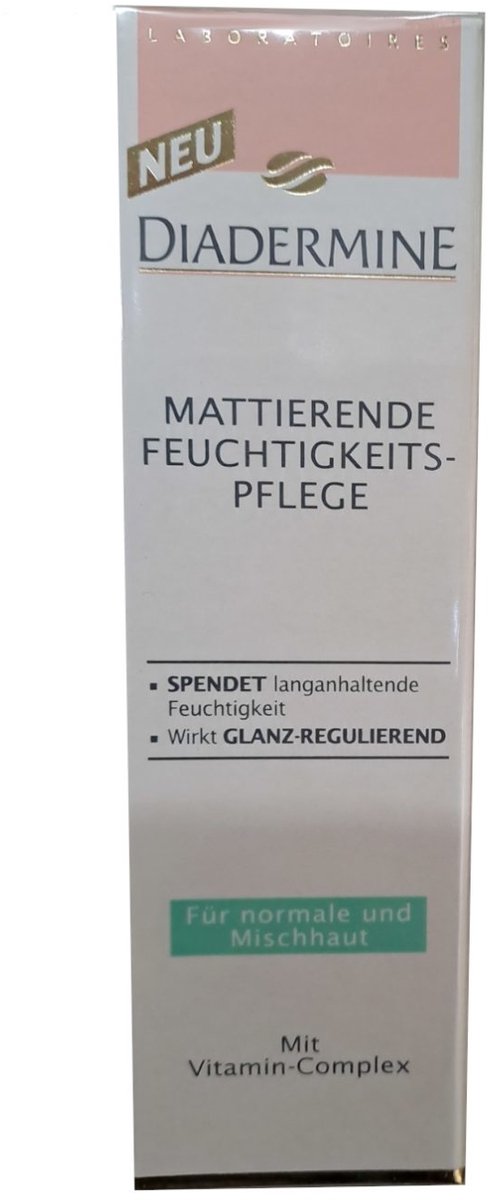 LABORATOIRES
NEU
DIADERMINE
MATTIERENDE
FEUCHTIGKEITS-
PFLEGE
▪ SPENDET langanhaltende
Feuchtigkeit
▪ Wirkt GLANZ-REGULIEREND
Für normale und
Mischhaut
Mit
Vitamin-Complex